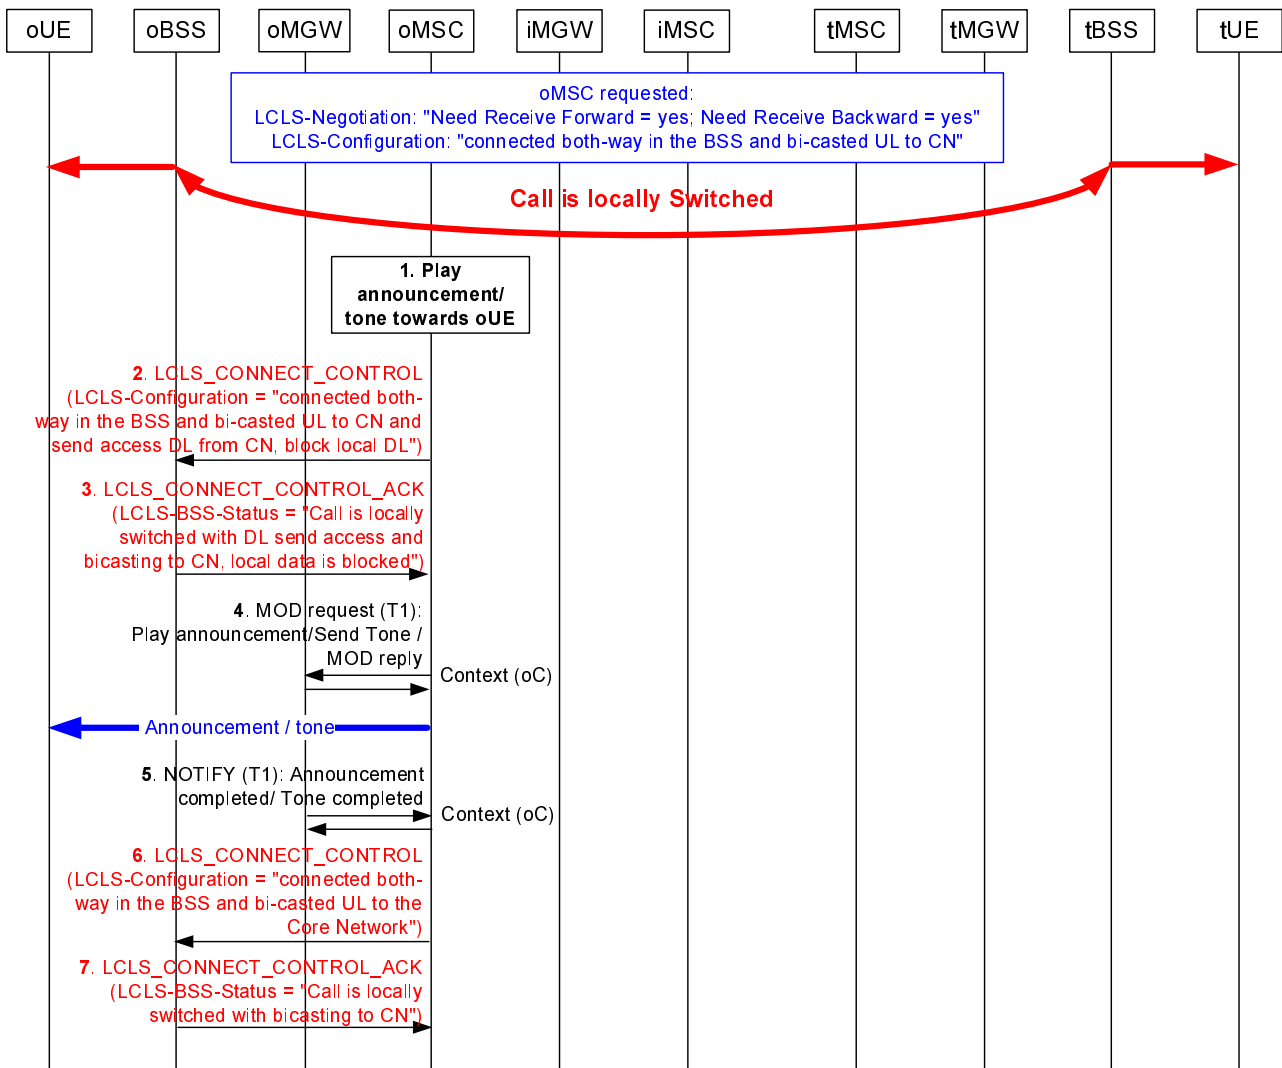 oUE oBSS oMGW oMSC iMGW iMSC tMSC tMGW tBSS tUE
oMSC requested:
LCLS-Negotiation: "Need Receive Forward = yes; Need Receive Backward = yes"
LCLS-Configuration: "connected both-way in the BSS and bi-casted UL to CN"
Call is locally Switched
1. Play
announcement/
tone towards oUE
2. LCLS_CONNECT_CONTROL
(LCLS-Configuration = "connected both-
way in the BSS and bi-casted UL to CN and
send access DL from CN, block local DL")
3. LCLS_CONNECT_CONTROL_ACK
(LCLS-BSS-Status = "Call is locally
switched with DL send access and
bicasting to CN, local data is blocked")
4. MOD request (T1):
Play announcement/Send Tone /
MOD reply
Context (oC)
Announcement / tone
5. NOTIFY (T1): Announcement
completed/ Tone completed
Context (oC)
6. LCLS_CONNECT_CONTROL
(LCLS-Configuration = "connected both-
way in the BSS and bi-casted UL to the
Core Network")
7. LCLS_CONNECT_CONTROL_ACK
(LCLS-BSS-Status = "Call is locally
switched with bicasting to CN")